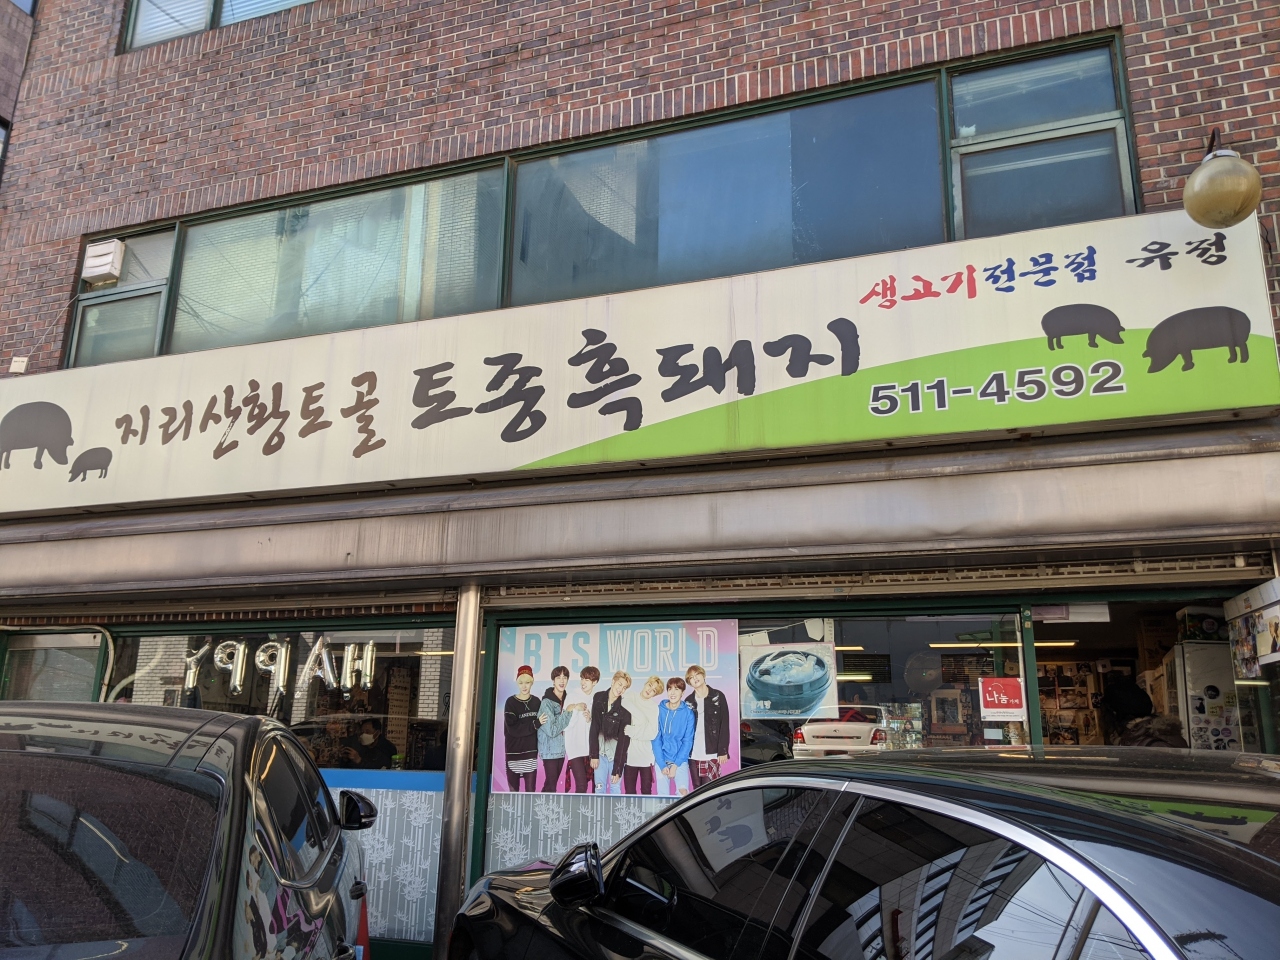 생고기전문점 유정
지리산황토골 토종흑돼지
511-4592
HAPPY
BTS WORLD
나눔